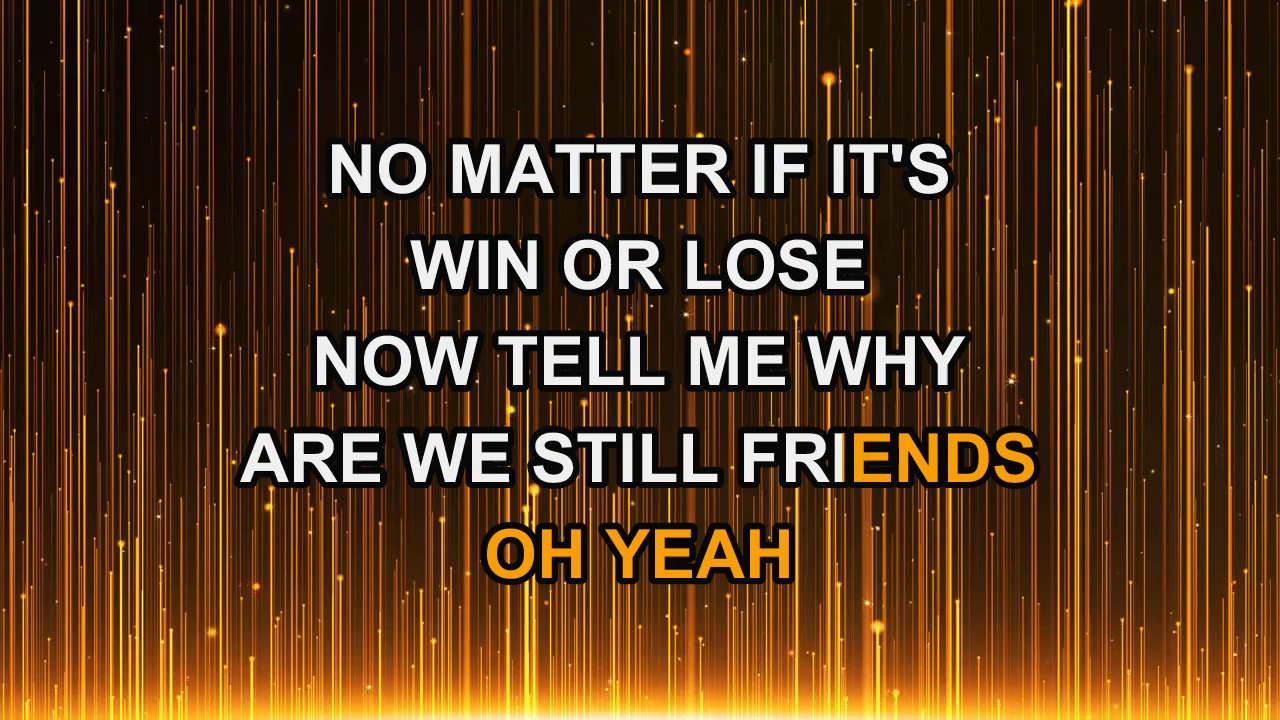 NO MATTER IF IT'S
WIN OR LOSE
NOW TELL ME WHY
ARE WE STILL FRIENDS
OH YEAH